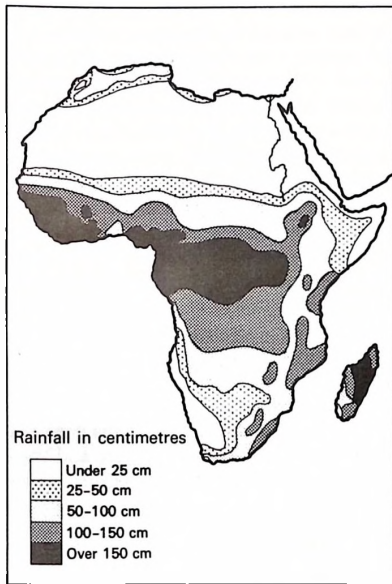 Rainfall in centimetres
Under 25 cm
25–50 cm
50–100 cm
100–150 cm
Over 150 cm